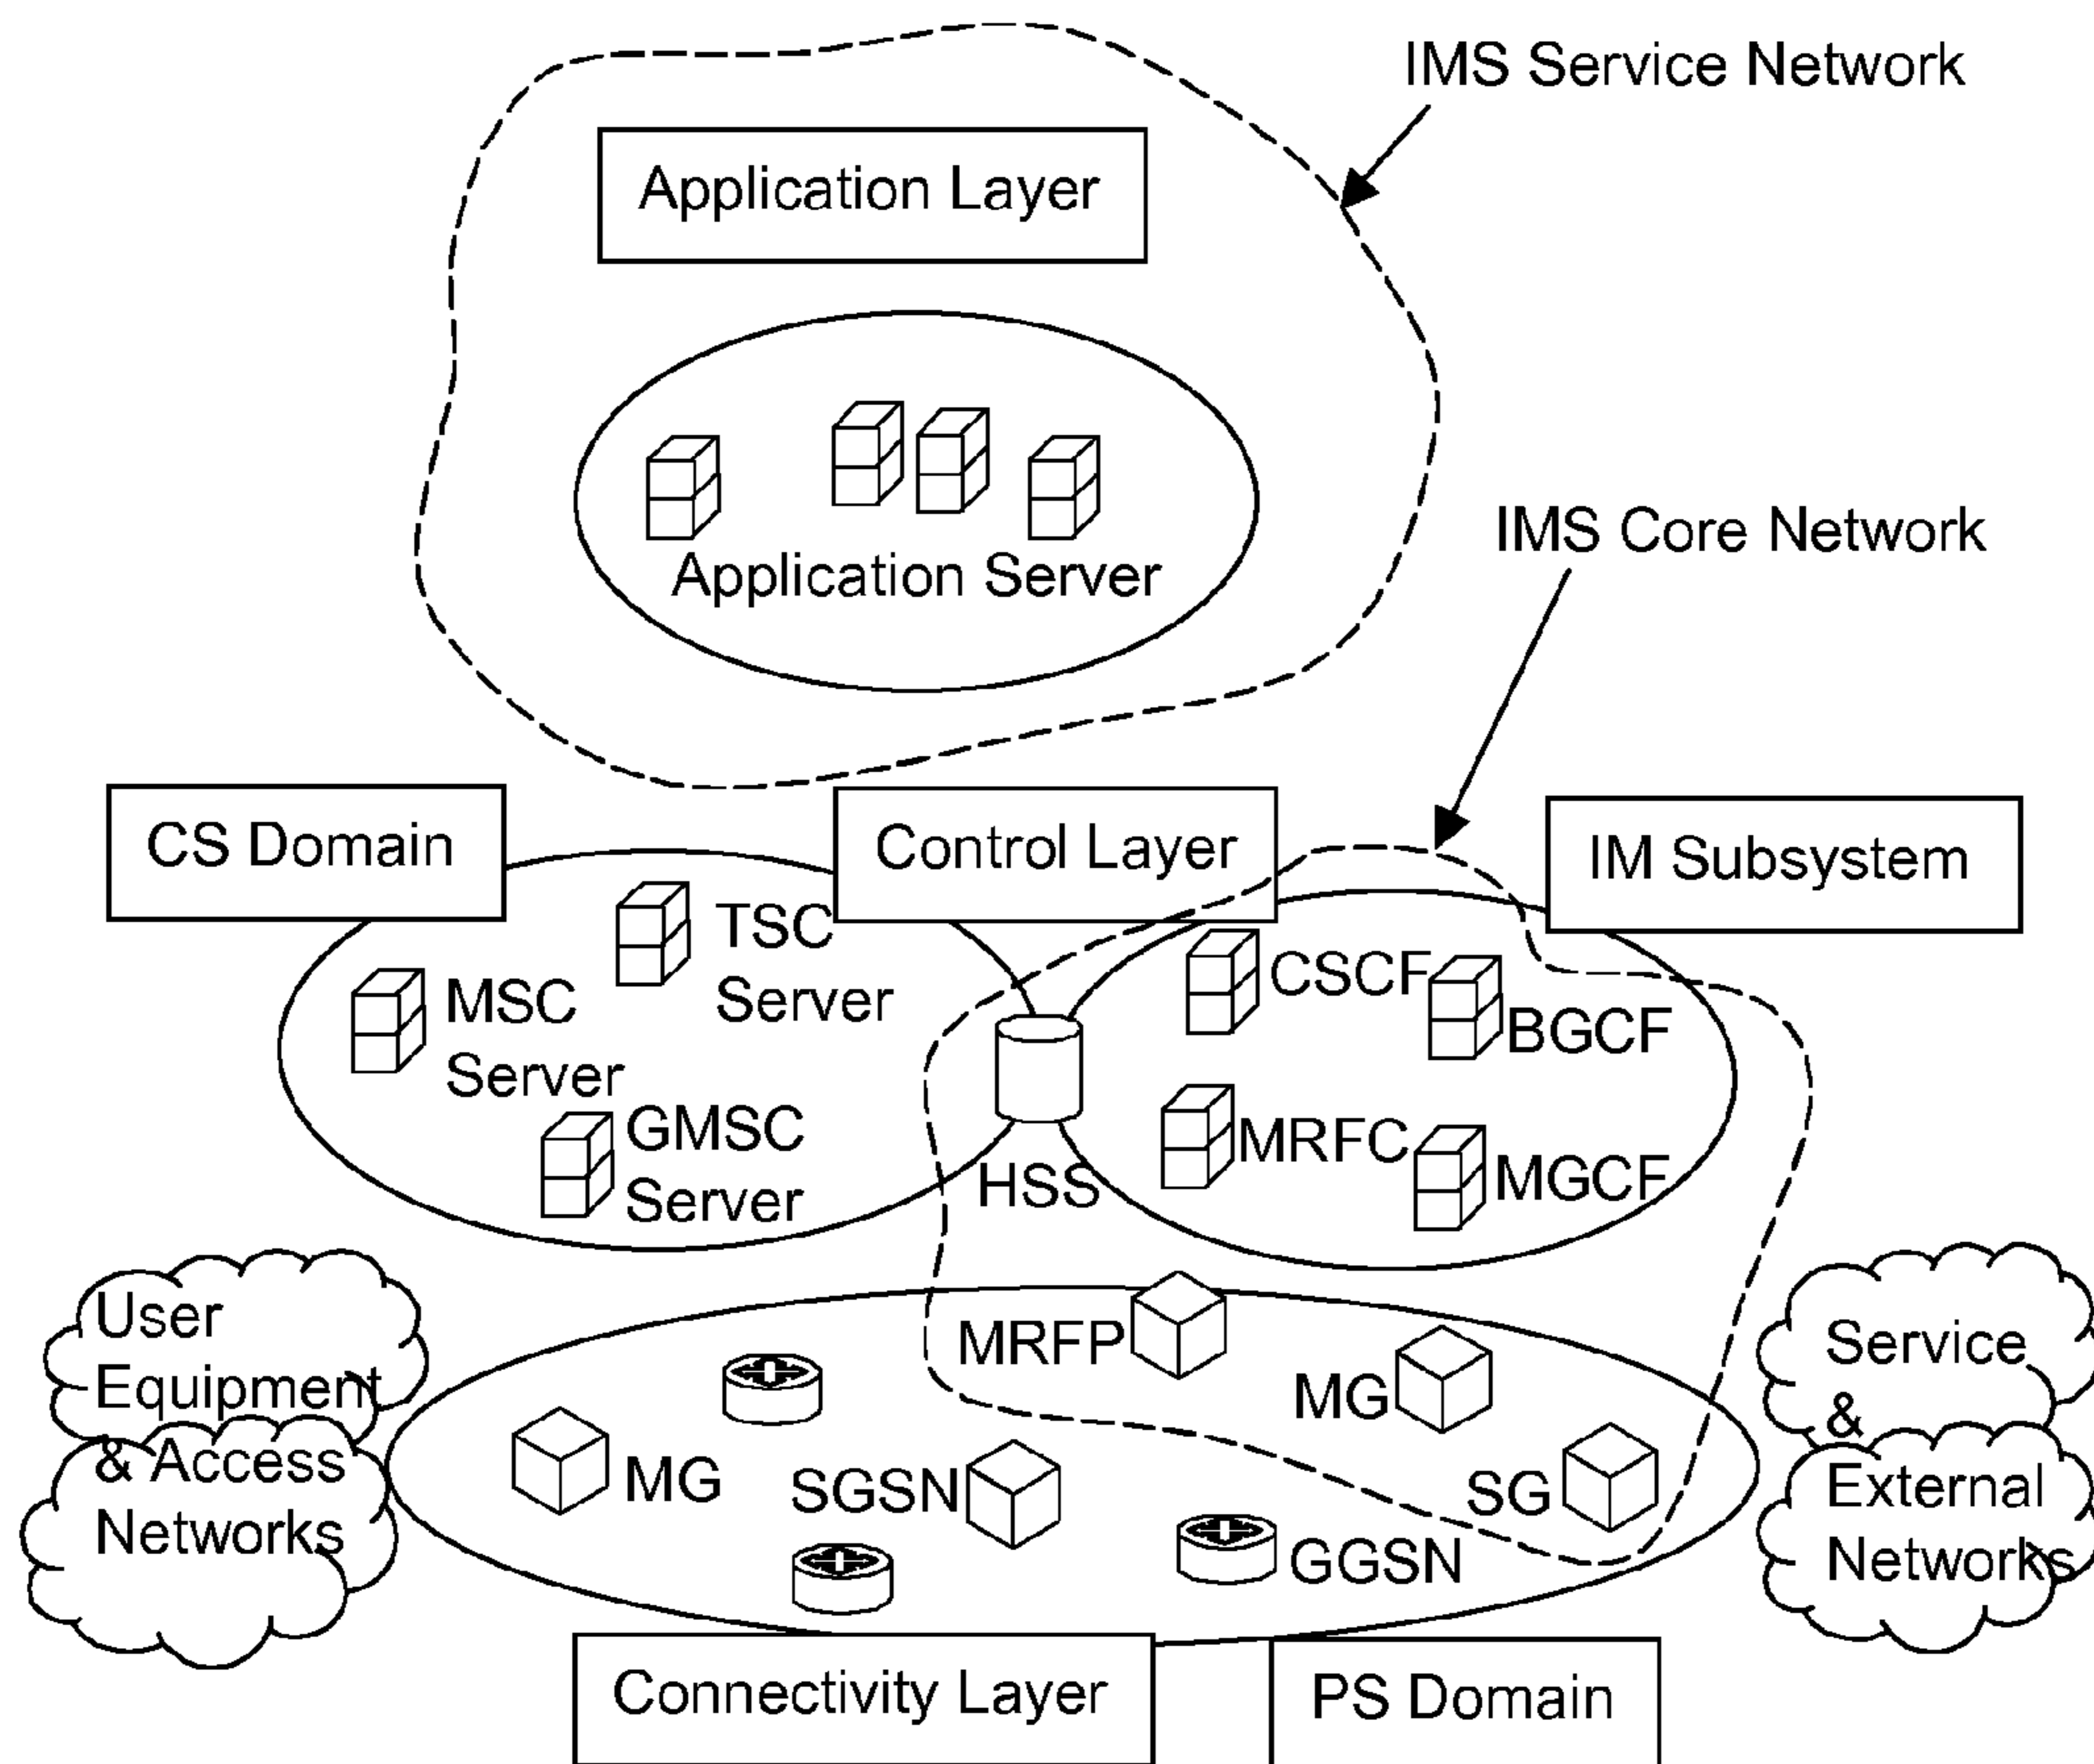 IMS Service Network
Application Layer
Application Server
IMS Core Network
CS Domain
Control Layer
IM Subsystem
TSC
Server
MSC
Server
GMSC
Server
CSCF
BGCF
HSS
MRFC
MGCF
User
Equipment
& Access
Networks
MRFP
MG
MG
SGSN
SG
GGSN
Service
&
External
Networks
Connectivity Layer
PS Domain